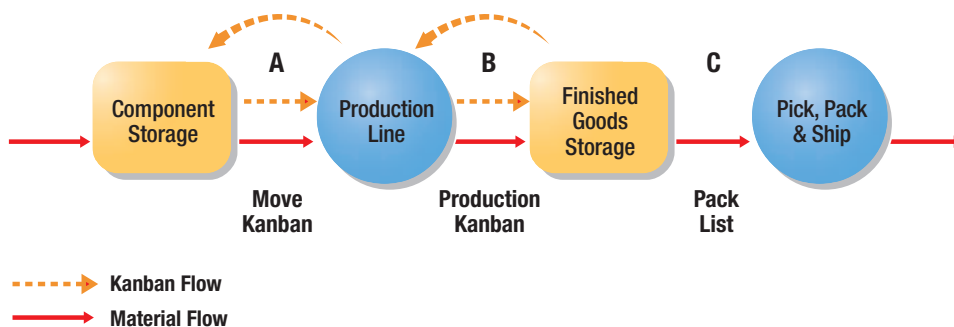 A
B
C
Component
Storage
Production
Line
Finished
Goods
Storage
Pick, Pack
& Ship
Move
Kanban
Production
Kanban
Pack
List
Kanban Flow
Material Flow